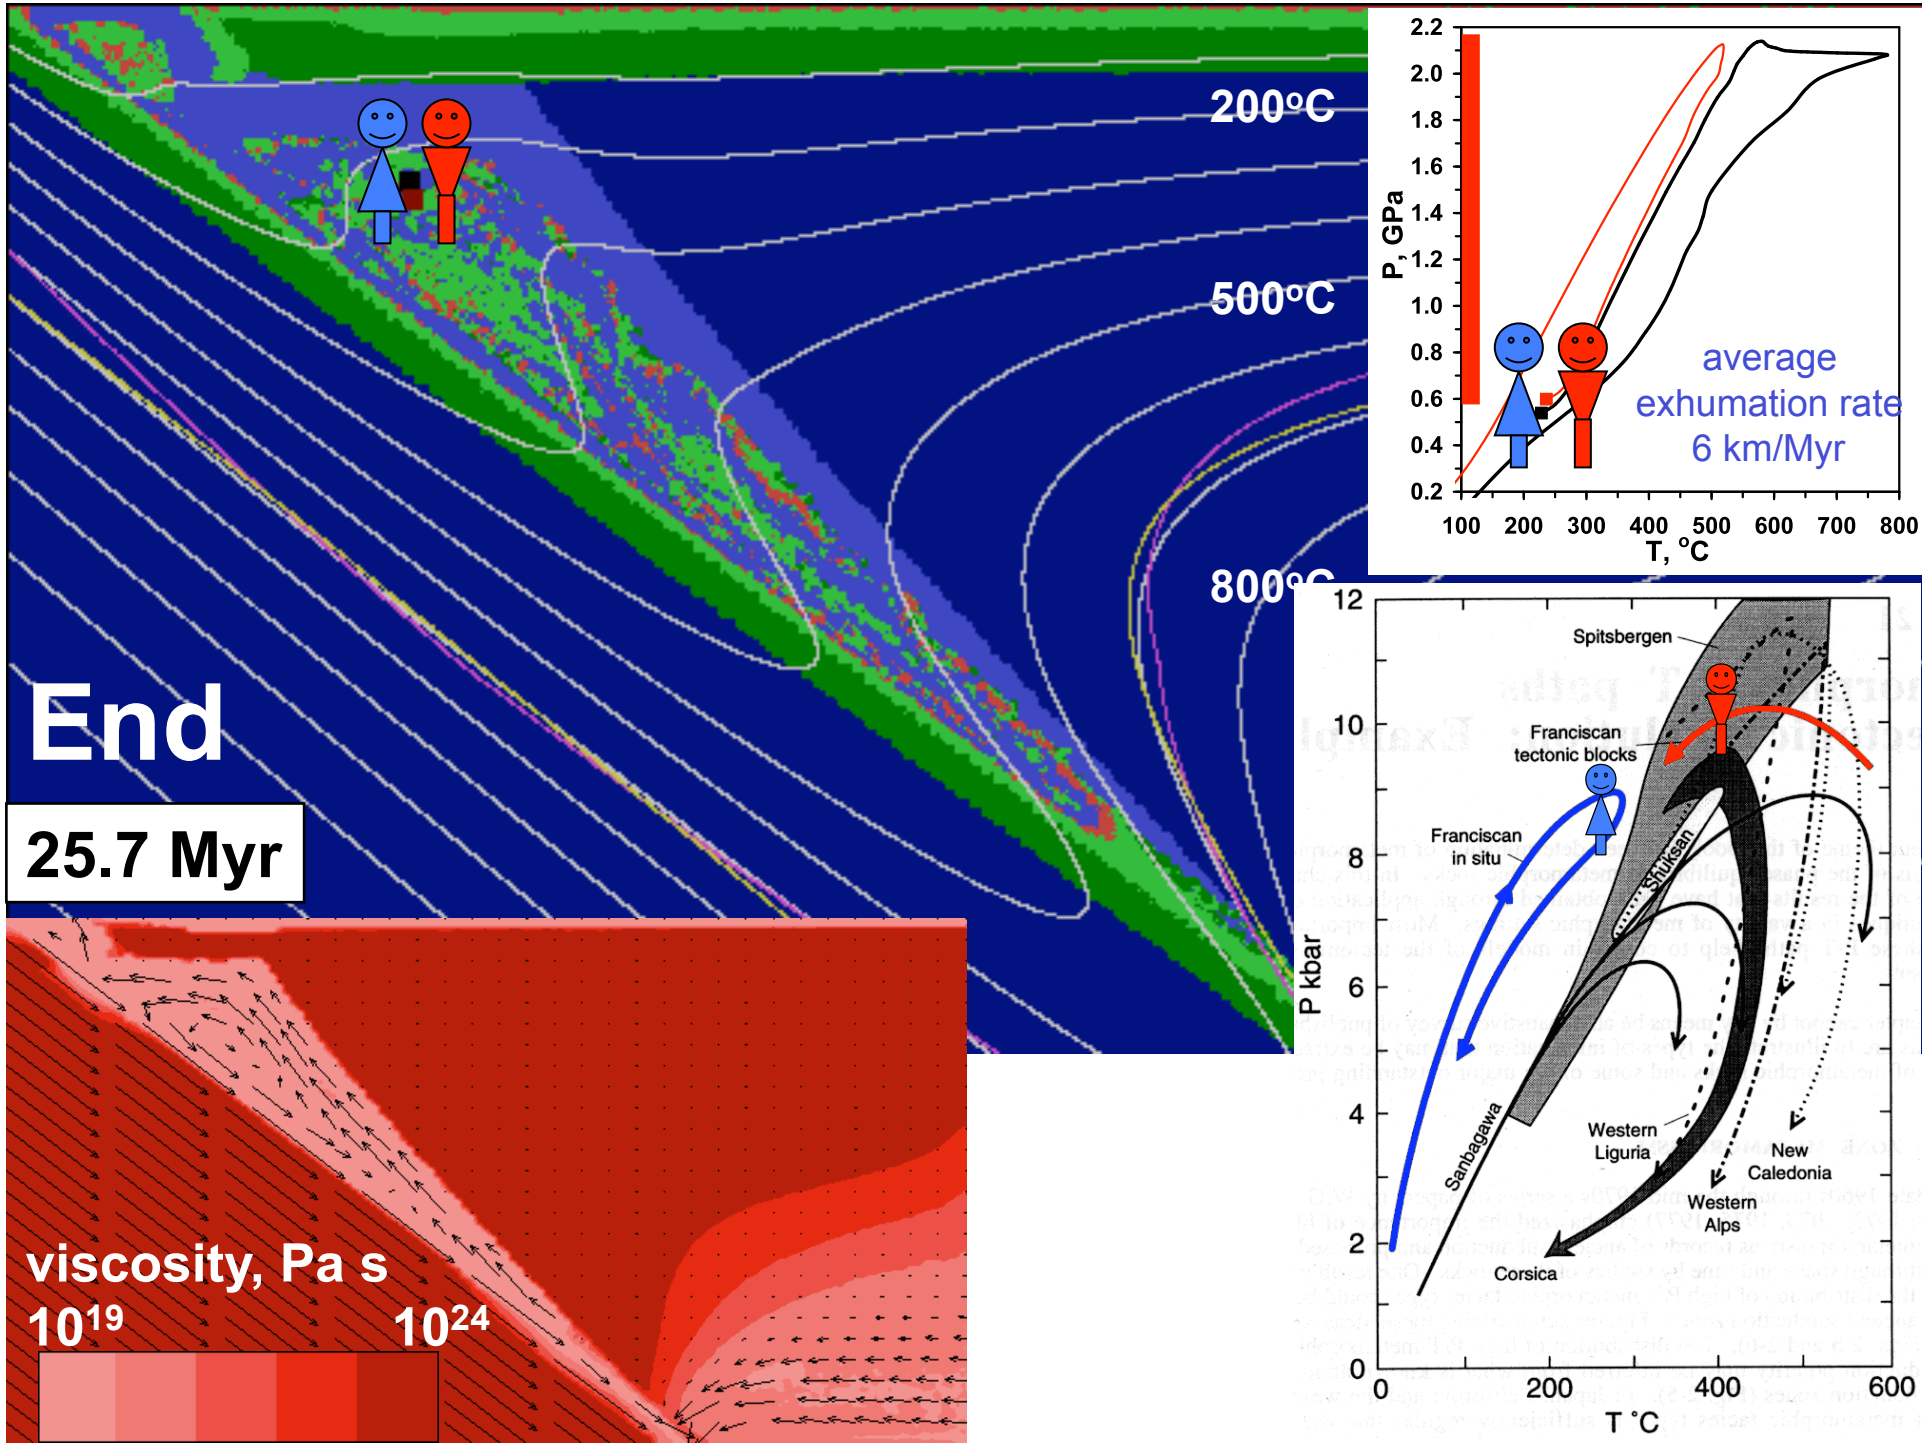 200°C
500°C
800°C
End
25.7 Myr
viscosity, Pa s
10¹⁹
10²⁴
2.2
2.0
1.8
1.6
1.4
1.2
1.0
0.8
0.6
0.4
0.2
P, GPa
average
exhumation rate
6 km/Myr
100 200 300 400 500 600 700 800
T, °C
12
10
8
6
4
2
0
P kbar
Spitsbergen
Franciscan
tectonic blocks
Franciscan
in situ
Shuksan
Sanbagawa
Western
Liguria
New
Caledonia
Western
Alps
Corsica
0 200 400 600
T °C